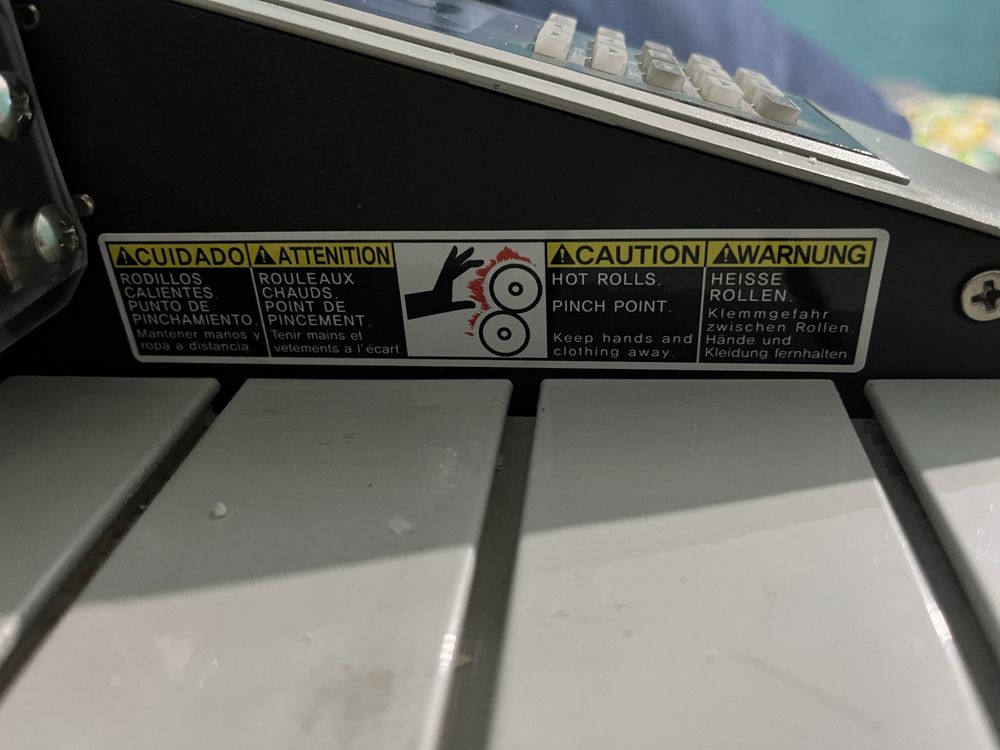 CUIDADO
RODILLOS
CALIENTES.
PUNTO DE
PINCHAMIENTO.
Mantener manos y
ropa a distancia.
ATTENITION
ROULEAUX
CHAUDS.
POINT DE
PINCEMENT.
Tenir mains et
vetements a l'écart.
CAUTION
HOT ROLLS.
PINCH POINT.
Keep hands and
clothing away.
WARNUNG
HEISSE
ROLLEN.
Klemmgefahr
zwischen Rollen.
Hände und
Kleidung fernhalten.